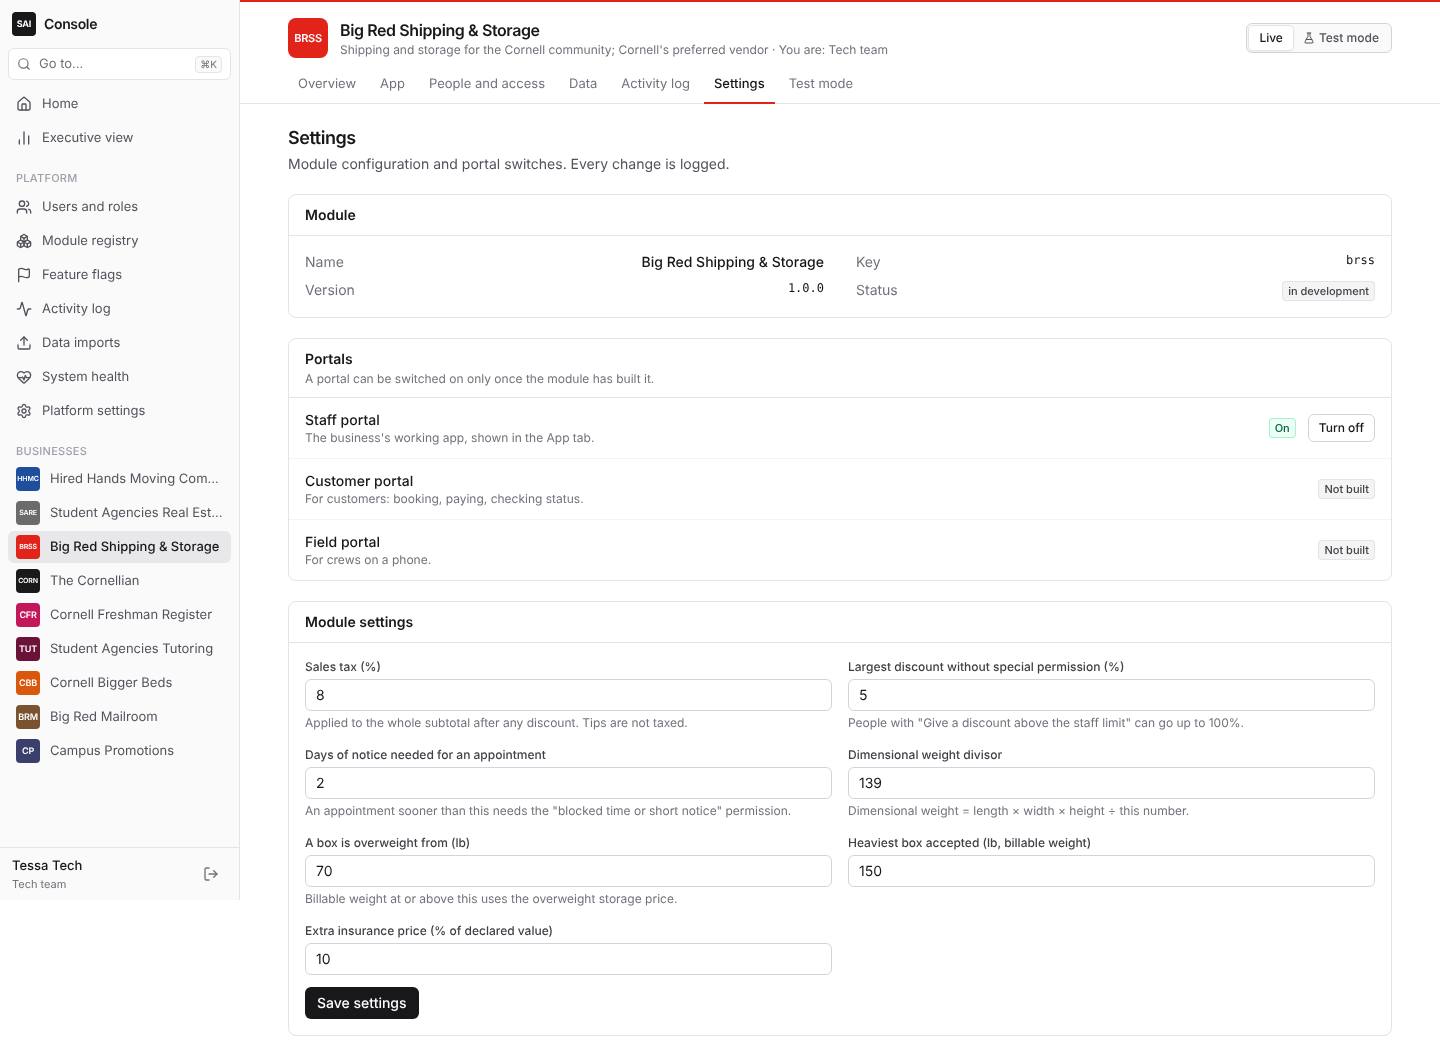 SAI Console
Go to... ⌘K
Home
Executive view
PLATFORM
Users and roles
Module registry
Feature flags
Activity log
Data imports
System health
Platform settings
BUSINESSES
HHMC Hired Hands Moving Com...
SARE Student Agencies Real Est...
BRSS Big Red Shipping & Storage
CORN The Cornellian
CFR Cornell Freshman Register
TUT Student Agencies Tutoring
CBB Cornell Bigger Beds
BRM Big Red Mailroom
CP Campus Promotions
Tessa Tech
Tech team
BRSS
Big Red Shipping & Storage
Shipping and storage for the Cornell community; Cornell's preferred vendor · You are: Tech team
Live Test mode
Overview App People and access Data Activity log Settings Test mode
Settings
Module configuration and portal switches. Every change is logged.
Module
Name Big Red Shipping & Storage Key brss
Version 1.0.0 Status in development
Portals
A portal can be switched on only once the module has built it.
Staff portal
The business's working app, shown in the App tab.
On Turn off
Customer portal
For customers: booking, paying, checking status.
Not built
Field portal
For crews on a phone.
Not built
Module settings
Sales tax (%)
8
Applied to the whole subtotal after any discount. Tips are not taxed.
Largest discount without special permission (%)
5
People with "Give a discount above the staff limit" can go up to 100%.
Days of notice needed for an appointment
2
An appointment sooner than this needs the "blocked time or short notice" permission.
Dimensional weight divisor
139
Dimensional weight = length × width × height ÷ this number.
A box is overweight from (lb)
70
Billable weight at or above this uses the overweight storage price.
Heaviest box accepted (lb, billable weight)
150
Extra insurance price (% of declared value)
10
Save settings